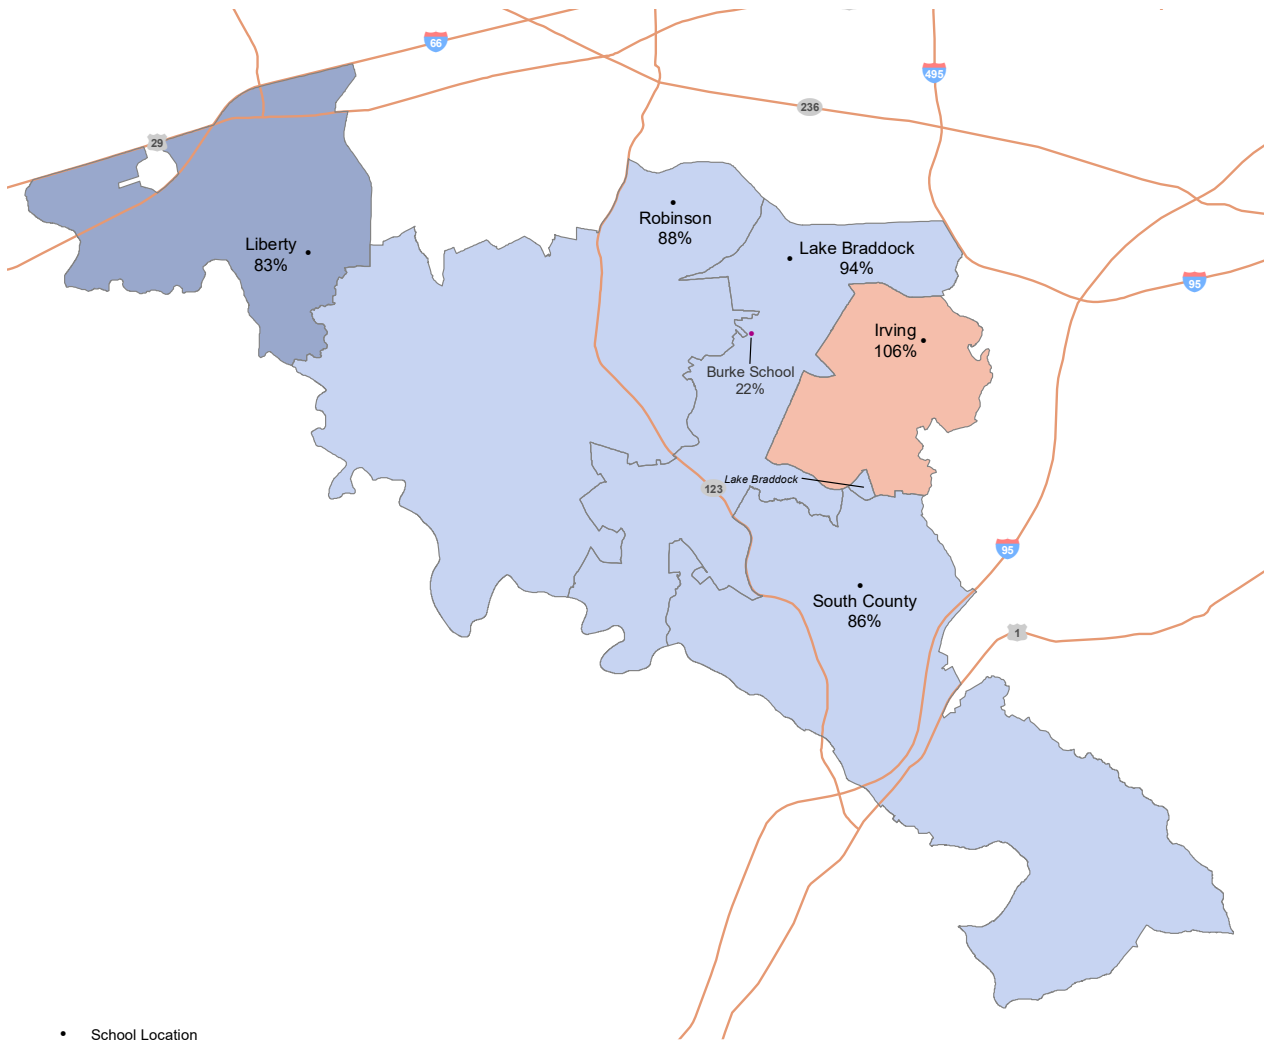 66
495
236
29
Robinson
88%
Liberty
83%
Lake Braddock
94%
95
Irving
106%
Burke School
22%
Lake Braddock
123
95
South County
86%
1
School Location